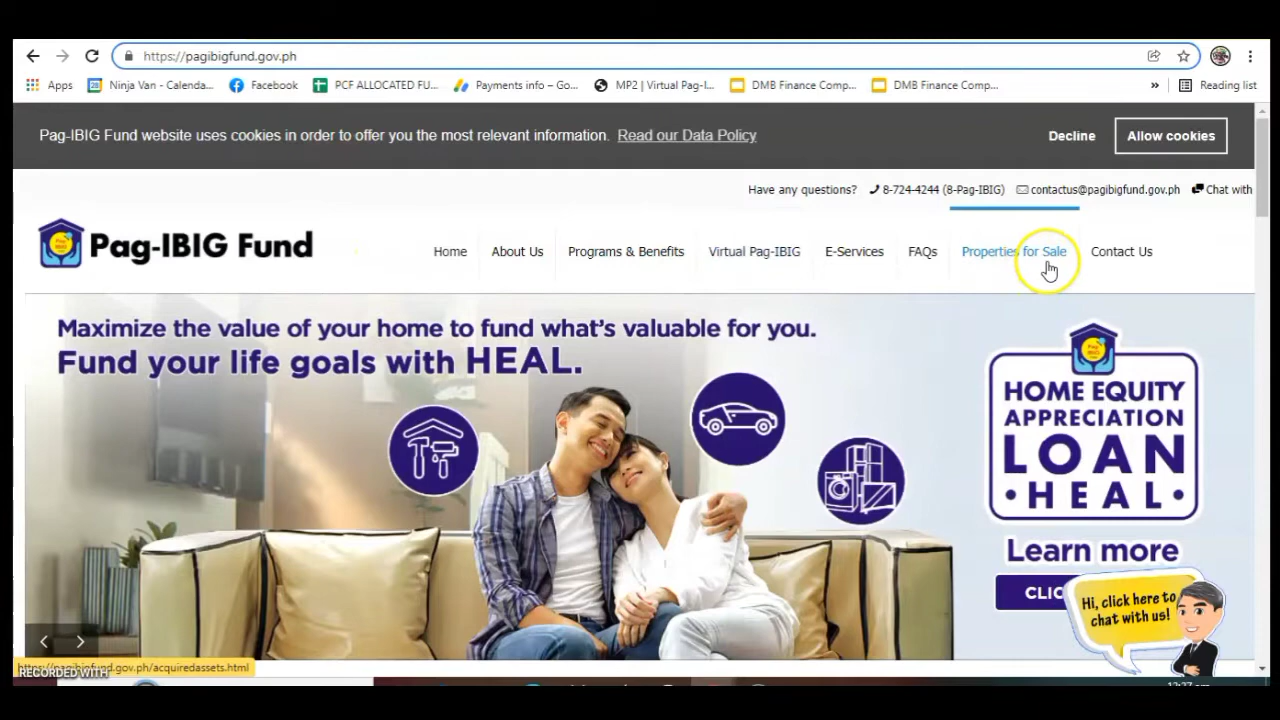 https://pagibigfund.gov.ph
Apps Ninja Van - Calenda... Facebook PCF ALLOCATED FU... Payments info – Go... MP2 | Virtual Pag-I... DMB Finance Comp... DMB Finance Comp... » Reading list
Pag-IBIG Fund website uses cookies in order to offer you the most relevant information. Read our Data Policy Decline Allow cookies
Have any questions? 8-724-4244 (8-Pag-IBIG) contactus@pagibigfund.gov.ph Chat with
Pag-IBIG Fund Home About Us Programs & Benefits Virtual Pag-IBIG E-Services FAQs Properties for Sale Contact Us
Maximize the value of your home to fund what's valuable for you.
Fund your life goals with HEAL.
HOME EQUITY
APPRECIATION
LOAN
• HEAL •
Learn more
CLIC
Hi, click here to
chat with us!
https://pagibigfund.gov.ph/acquiredassets.html
RECORDED WITH